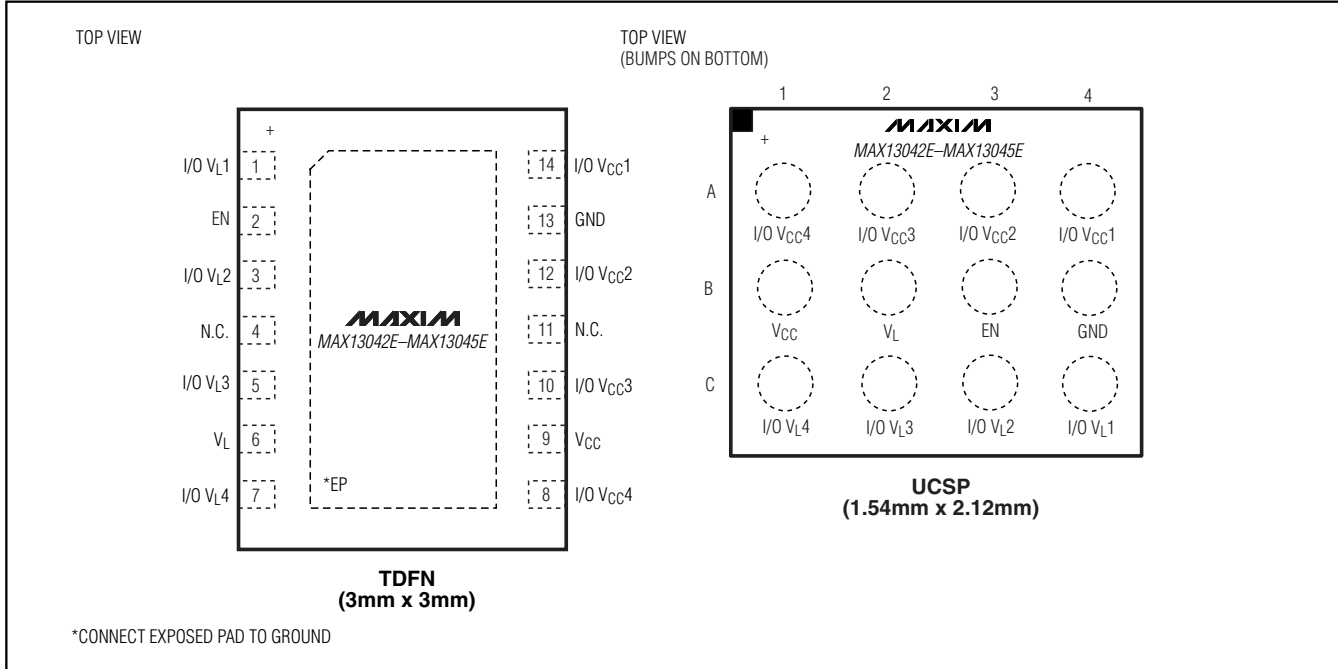 TOP VIEW
+
I/O VL1 1 14 I/O VCC1
EN 2 13 GND
I/O VL2 3 12 I/O VCC2
N.C. 4 11 N.C.
MAXIM
MAX13042E–MAX13045E
I/O VL3 5 10 I/O VCC3
VL 6 9 VCC
I/O VL4 7 8 I/O VCC4
*EP
TDFN
(3mm x 3mm)
*CONNECT EXPOSED PAD TO GROUND
TOP VIEW
(BUMPS ON BOTTOM)
1 2 3 4
+
MAXIM
MAX13042E–MAX13045E
A
I/O VCC4 I/O VCC3 I/O VCC2 I/O VCC1
B
VCC VL EN GND
C
I/O VL4 I/O VL3 I/O VL2 I/O VL1
UCSP
(1.54mm x 2.12mm)